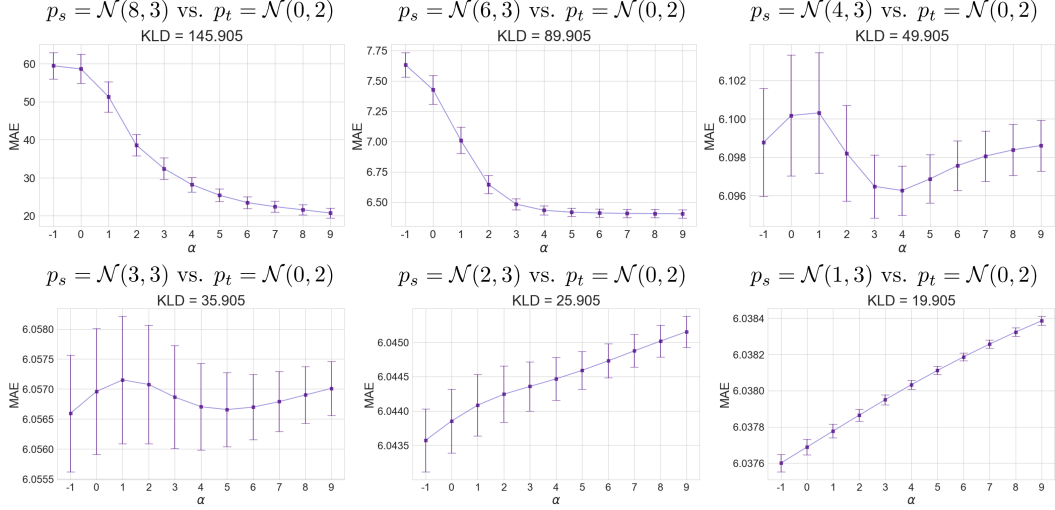 p_s = N(8, 3) vs. p_t = N(0, 2)
KLD = 145.905
MAE
60
50
40
30
20
-1 0 1 2 3 4 5 6 7 8 9
α
p_s = N(6, 3) vs. p_t = N(0, 2)
KLD = 89.905
MAE
7.75
7.50
7.25
7.00
6.75
6.50
-1 0 1 2 3 4 5 6 7 8 9
α
p_s = N(4, 3) vs. p_t = N(0, 2)
KLD = 49.905
MAE
6.102
6.100
6.098
6.096
-1 0 1 2 3 4 5 6 7 8 9
α
p_s = N(3, 3) vs. p_t = N(0, 2)
KLD = 35.905
MAE
6.0580
6.0575
6.0570
6.0565
6.0560
6.0555
-1 0 1 2 3 4 5 6 7 8 9
α
p_s = N(2, 3) vs. p_t = N(0, 2)
KLD = 25.905
MAE
6.0450
6.0445
6.0440
6.0435
-1 0 1 2 3 4 5 6 7 8 9
α
p_s = N(1, 3) vs. p_t = N(0, 2)
KLD = 19.905
MAE
6.0384
6.0382
6.0380
6.0378
6.0376
-1 0 1 2 3 4 5 6 7 8 9
α